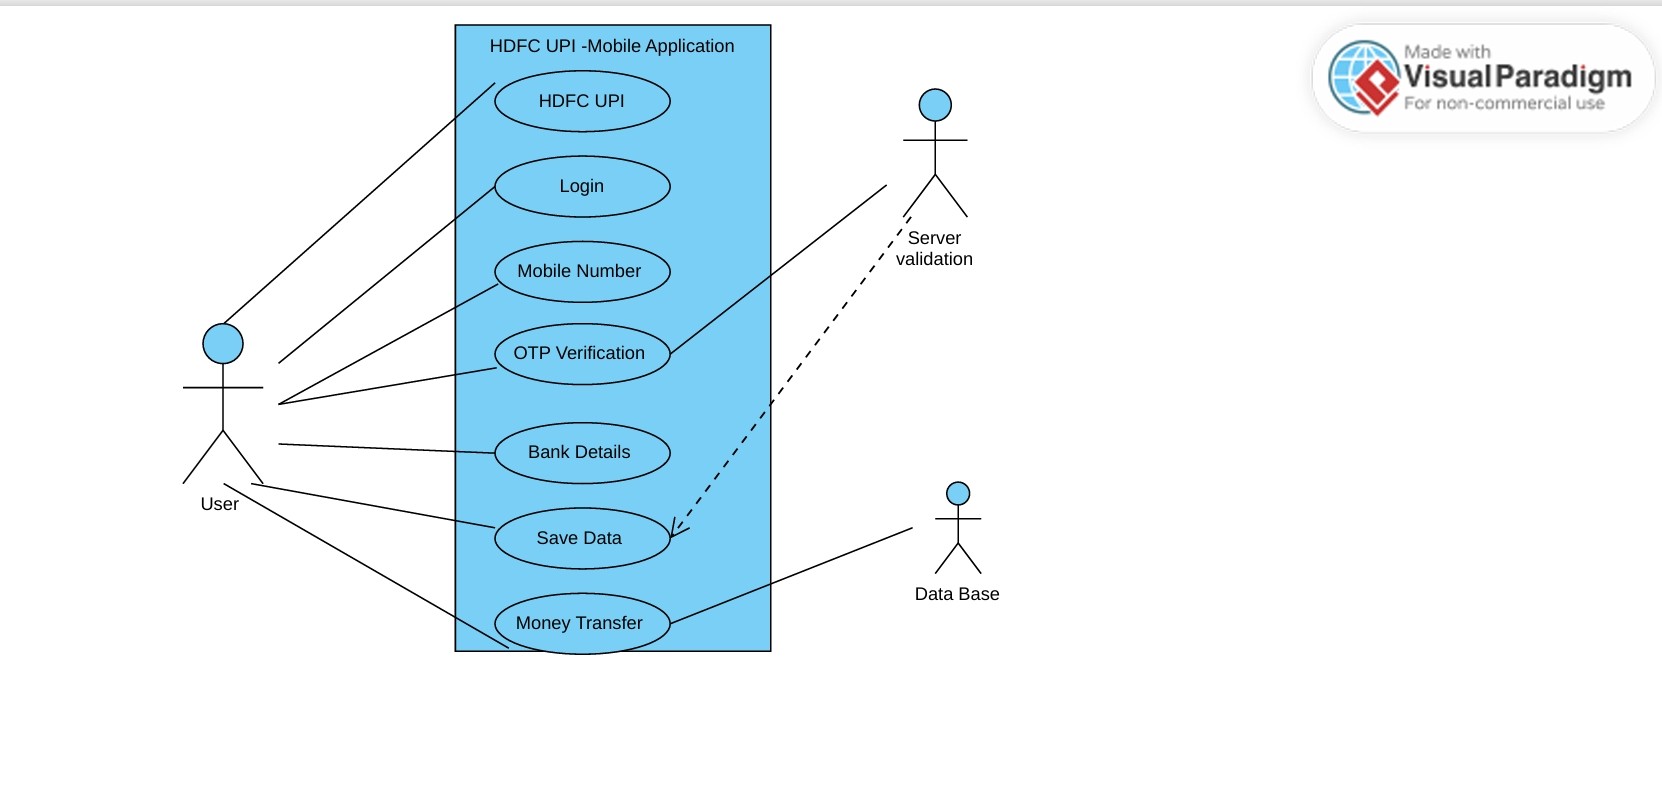 HDFC UPI -Mobile Application
HDFC UPI
Login
Mobile Number
OTP Verification
Bank Details
Save Data
Money Transfer
User
Server
validation
Data Base
Made with
Visual Paradigm
For non-commercial use